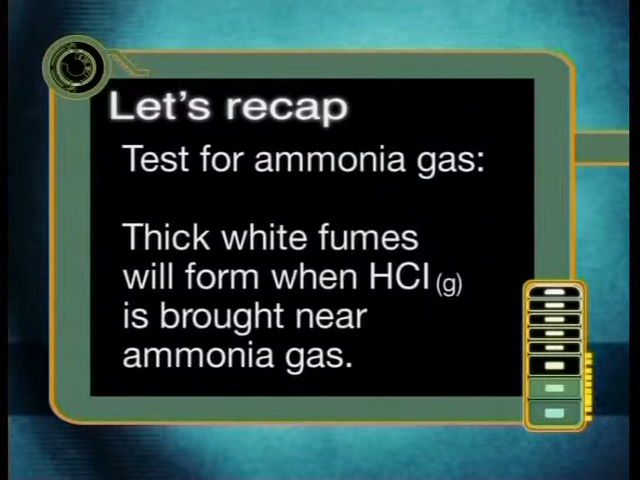 Let's recap
Test for ammonia gas:
Thick white fumes
will form when HCl(g)
is brought near
ammonia gas.